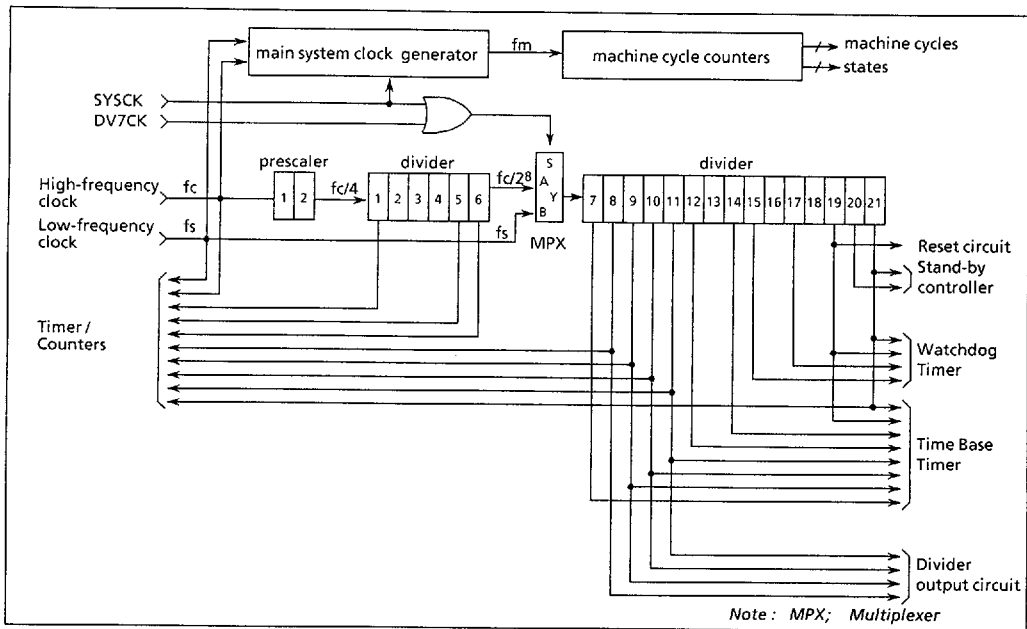 main system clock generator
fm
machine cycle counters
machine cycles
states
SYSCK
DV7CK
prescaler
divider
divider
High-frequency
clock
fc
1 2
fc/4
1 2 3 4 5 6
fc/2⁸
S
A
Y
B
MPX
7 8 9 10 11 12 13 14 15 16 17 18 19 20 21
Low-frequency
clock
fs
fs
Reset circuit
Stand-by
controller
Timer /
Counters
Watchdog
Timer
Time Base
Timer
Divider
output circuit
Note : MPX; Multiplexer